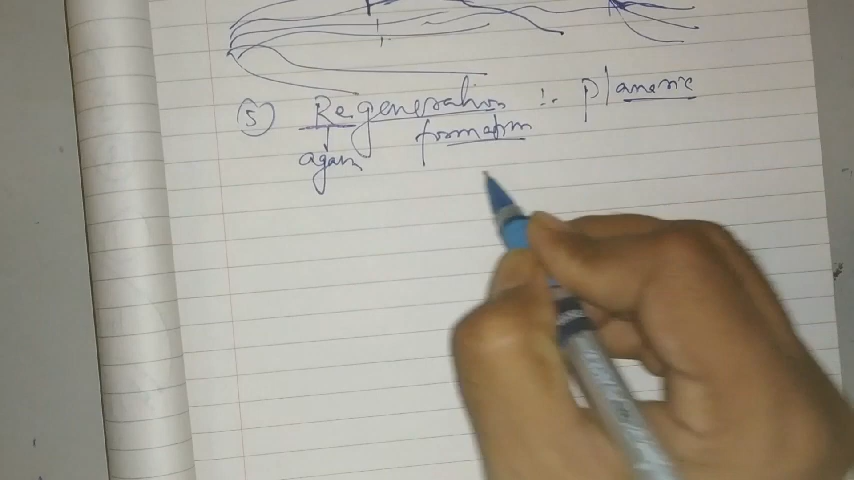 (5) Regeneration :. planaria
again formation